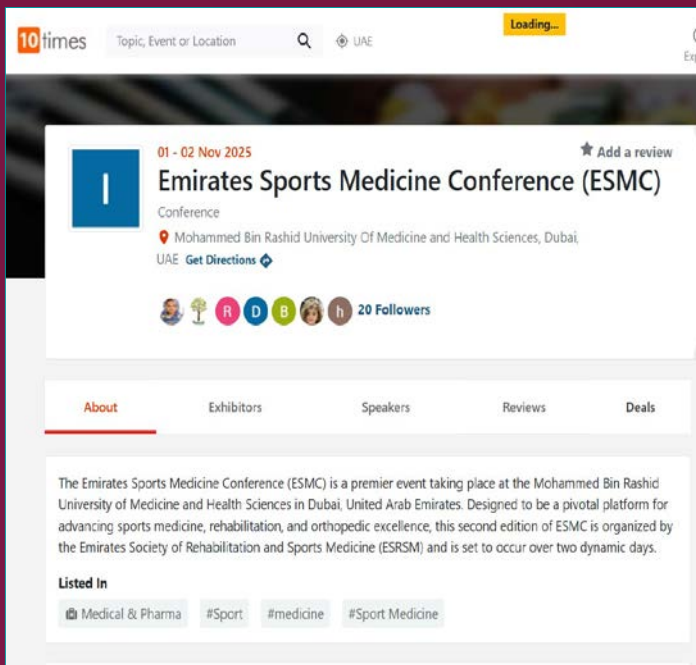 Loading...
10times Topic, Event or Location UAE
01 - 02 Nov 2025 Add a review
I
Emirates Sports Medicine Conference (ESMC)
Conference
Mohammed Bin Rashid University Of Medicine and Health Sciences, Dubai,
UAE Get Directions
R D B h 20 Followers
About Exhibitors Speakers Reviews Deals
The Emirates Sports Medicine Conference (ESMC) is a premier event taking place at the Mohammed Bin Rashid
University of Medicine and Health Sciences in Dubai, United Arab Emirates. Designed to be a pivotal platform for
advancing sports medicine, rehabilitation, and orthopedic excellence, this second edition of ESMC is organized by
the Emirates Society of Rehabilitation and Sports Medicine (ESRSM) and is set to occur over two dynamic days.
Listed In
Medical & Pharma #Sport #medicine #Sport Medicine